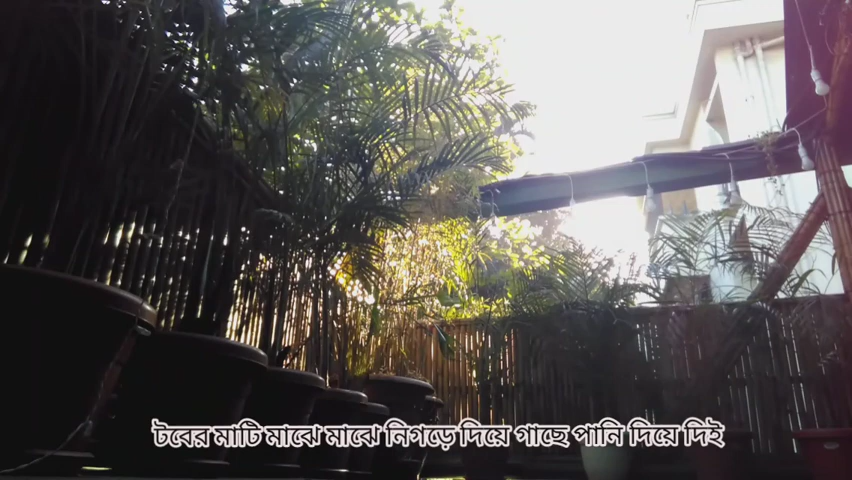 টবের মাটি মাঝে মাঝে নিগড়ে দিয়ে গাছে পানি দিয়ে দিই